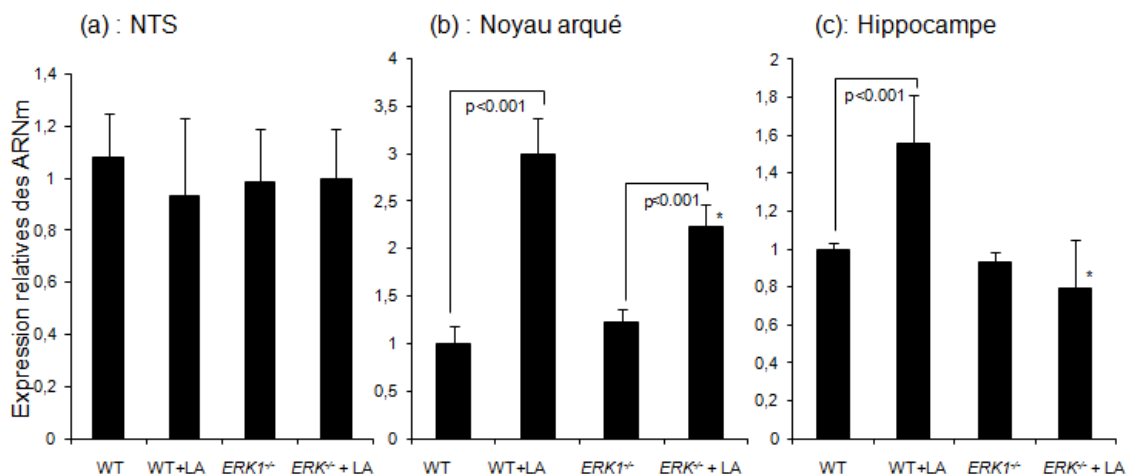 (a) : NTS
(b) : Noyau arqué
(c): Hippocampe
Expression relatives des ARNm
1,4
1,2
1
0,8
0,6
0,4
0,2
0
WT
WT+LA
ERK1-/-
ERK-/- + LA
4
3,5
3
2,5
2
1,5
1
0,5
0
p<0.001
p<0.001
*
WT
WT+LA
ERK1-/-
ERK-/- + LA
2
1,8
1,6
1,4
1,2
1
0,8
0,6
0,4
0,2
0
p<0.001
*
WT
WT+LA
ERK1-/-
ERK-/- + LA